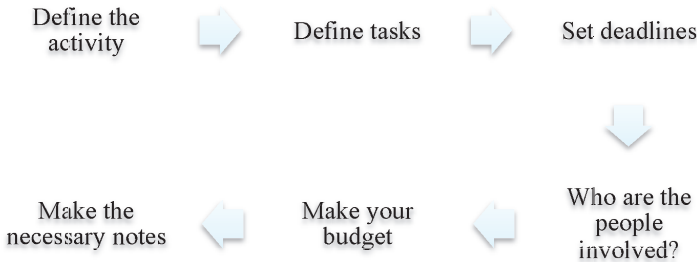 Define the
activity
Define tasks
Set deadlines
Who are the
people
involved?
Make your
budget
Make the
necessary notes